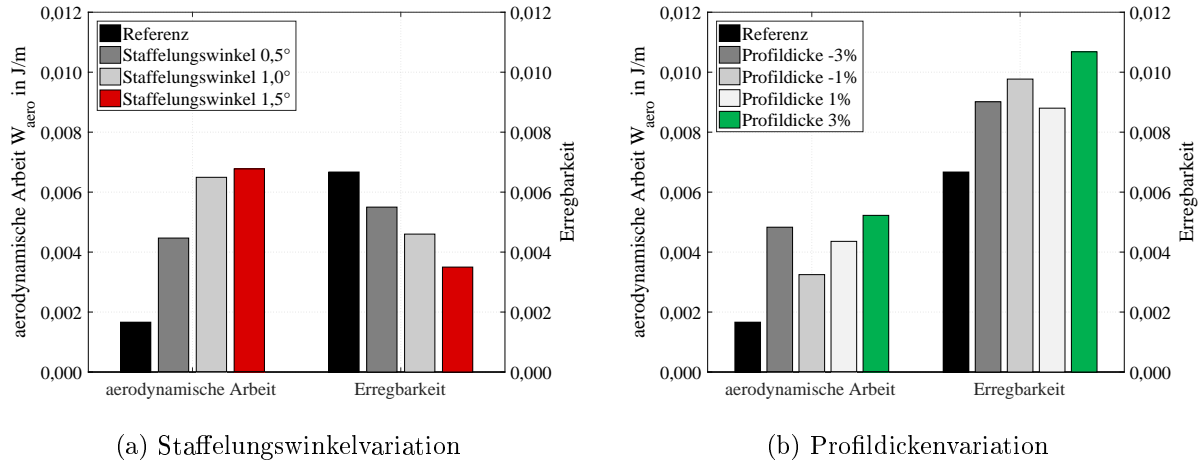 aerodynamische Arbeit W_aero in J/m
0,012
0,010
0,008
0,006
0,004
0,002
0,000
Referenz
Staffelungswinkel 0,5°
Staffelungswinkel 1,0°
Staffelungswinkel 1,5°
aerodynamische Arbeit
Erregbarkeit
0,012
0,010
0,008
0,006
0,004
0,002
0,000
Erregbarkeit
(a) Staffelungswinkelvariation
aerodynamische Arbeit W_aero in J/m
0,012
0,010
0,008
0,006
0,004
0,002
0,000
Referenz
Profildicke -3%
Profildicke -1%
Profildicke 1%
Profildicke 3%
aerodynamische Arbeit
Erregbarkeit
0,012
0,010
0,008
0,006
0,004
0,002
0,000
Erregbarkeit
(b) Profildickenvariation